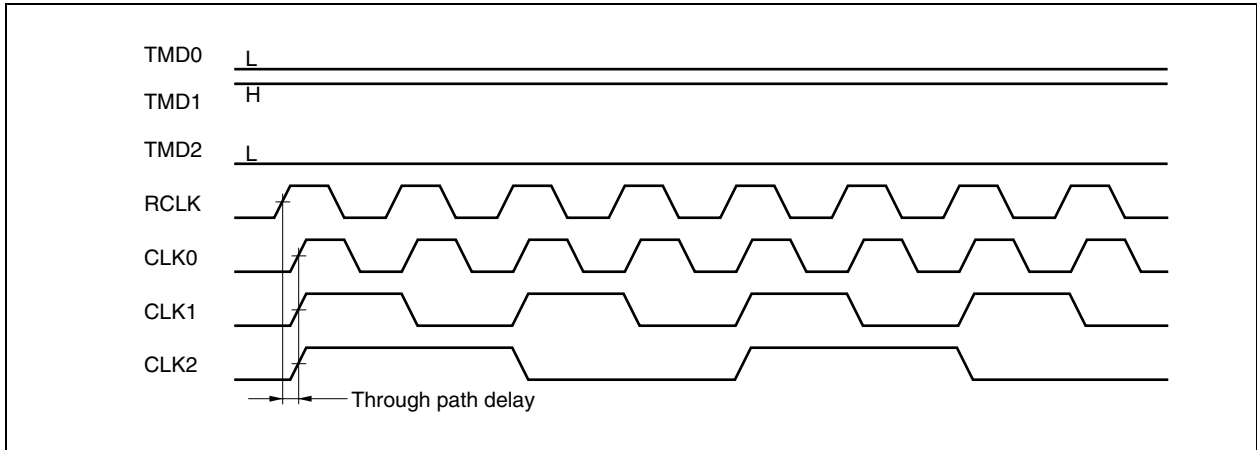 TMD0 L
TMD1 H
TMD2 L
RCLK
CLK0
CLK1
CLK2
Through path delay